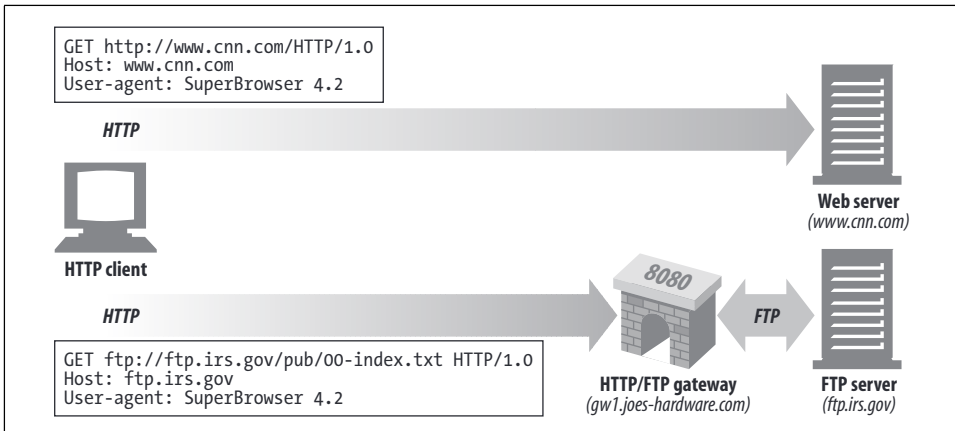 GET http://www.cnn.com/HTTP/1.0
Host: www.cnn.com
User-agent: SuperBrowser 4.2
HTTP
Web server
(www.cnn.com)
HTTP client
8080
HTTP
FTP
GET ftp://ftp.irs.gov/pub/00-index.txt HTTP/1.0
Host: ftp.irs.gov
User-agent: SuperBrowser 4.2
HTTP/FTP gateway
(gw1.joes-hardware.com)
FTP server
(ftp.irs.gov)